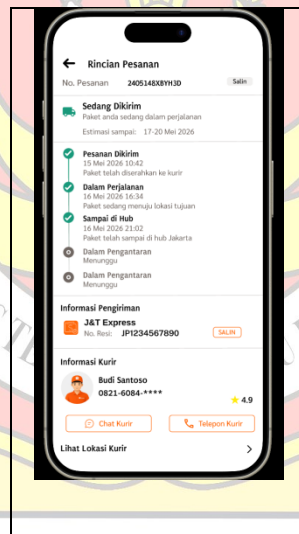 Rincian Pesanan
No. Pesanan 2405148XBYH3D Salin
Sedang Dikirim
Paket anda sedang dalam perjalanan
Estimasi sampai: 17-20 Mei 2026
Pesanan Dikirim
15 Mei 2026 10:42
Paket telah diserahkan ke kurir
Dalam Perjalanan
16 Mei 2026 16:34
Paket sedang menuju lokasi tujuan
Sampai di Hub
16 Mei 2026 21:02
Paket telah sampai di hub Jakarta
Dalam Pengantaran
Menunggu
Dalam Pengantaran
Menunggu
Informasi Pengiriman
J&T Express
No. Resi: JP1234567890 SALIN
Informasi Kurir
Budi Santoso
0821-6084-****
4.9
Chat Kurir Telepon Kurir
Lihat Lokasi Kurir